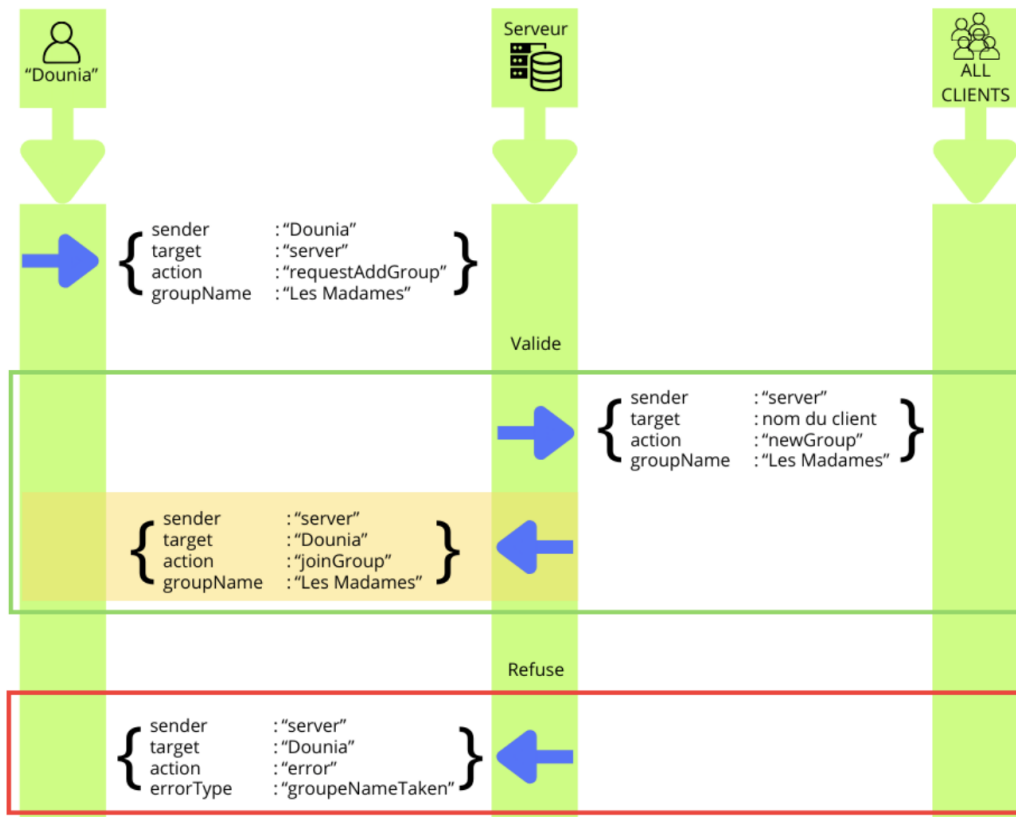 “Dounia”
Serveur
ALL
CLIENTS
{ sender : “Dounia”
target : “server”
action : “requestAddGroup”
groupName : “Les Madames” }
Valide
{ sender : “server”
target : nom du client
action : “newGroup”
groupName : “Les Madames” }
{ sender : “server”
target : “Dounia”
action : “joinGroup”
groupName : “Les Madames” }
Refuse
{ sender : “server”
target : “Dounia”
action : “error”
errorType : “groupeNameTaken” }